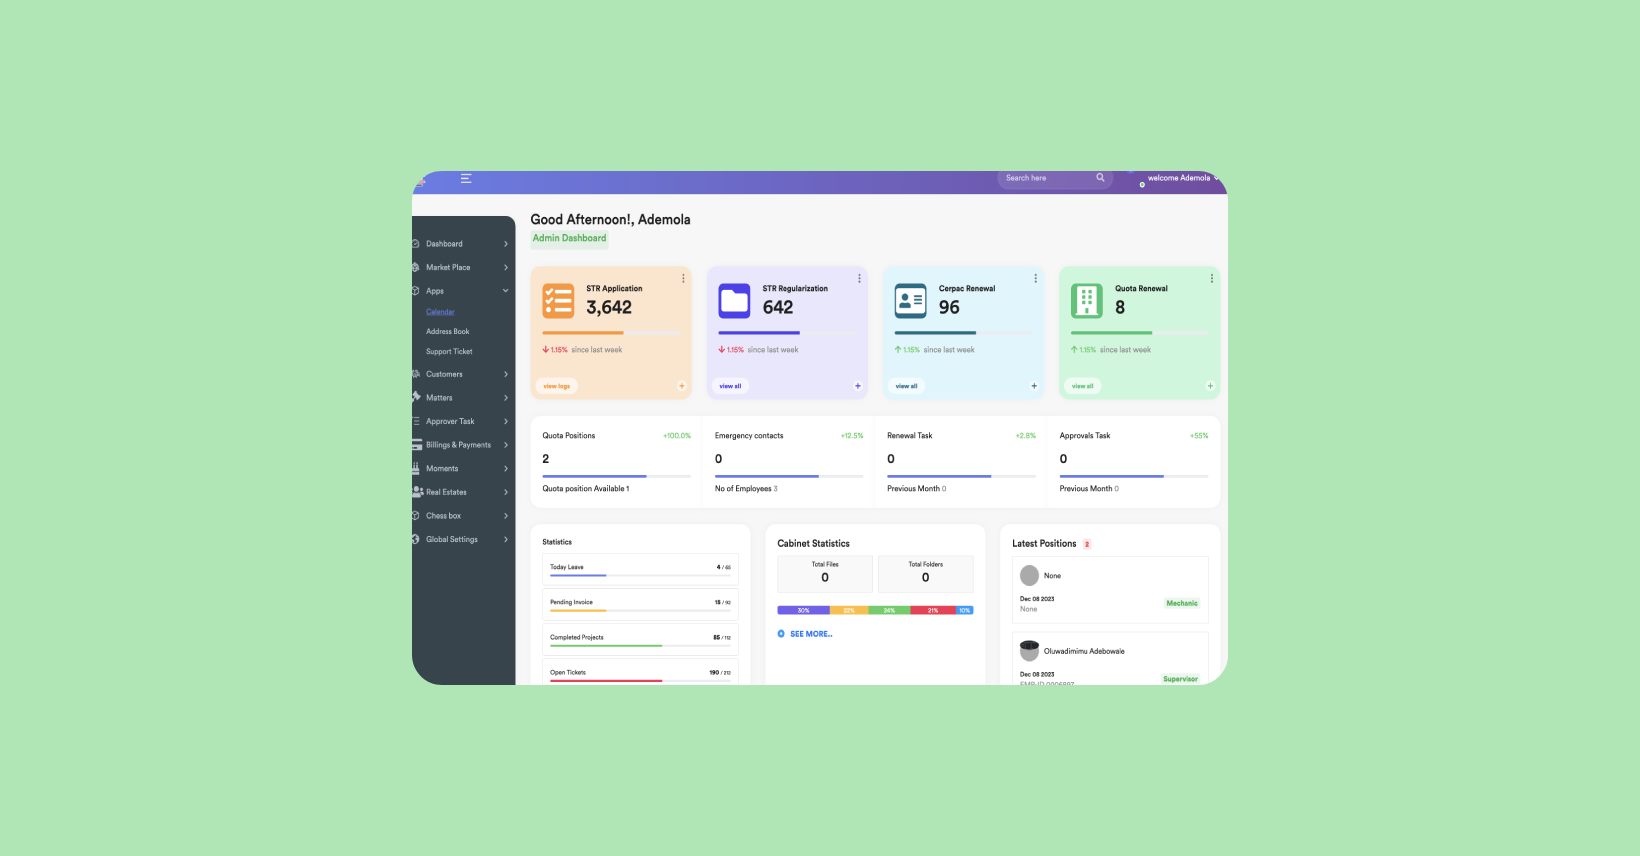 Search here
0
welcome Ademola
Good Afternoon!, Ademola
Admin Dashboard
Dashboard
Market Place
Apps
Calendar
Address Book
Support Ticket
Customers
Matters
Approver Task
Billings & Payments
Moments
Real Estates
Chess box
Global Settings
STR Application
3,642
1.15% since last week
view logs
STR Regularization
642
1.15% since last week
view all
Cerpac Renewal
96
1.15% since last week
view all
Quota Renewal
8
1.15% since last week
view all
Quota Positions +100.0%
2
Quota position Available 1
Emergency contacts +12.5%
0
No of Employees 3
Renewal Task +2.8%
0
Previous Month 0
Approvals Task +55%
0
Previous Month 0
Statistics
Today Leave 4 / 65
Pending Invoice 15 / 92
Completed Projects 85 / 112
Open Tickets 190 / 212
Cabinet Statistics
Total Files
0
Total Folders
0
30% 22% 24% 21% 10%
SEE MORE..
Latest Positions 2
None
Dec 08 2023
None
Mechanic
Oluwadimimu Adebowale
Dec 08 2023
Supervisor